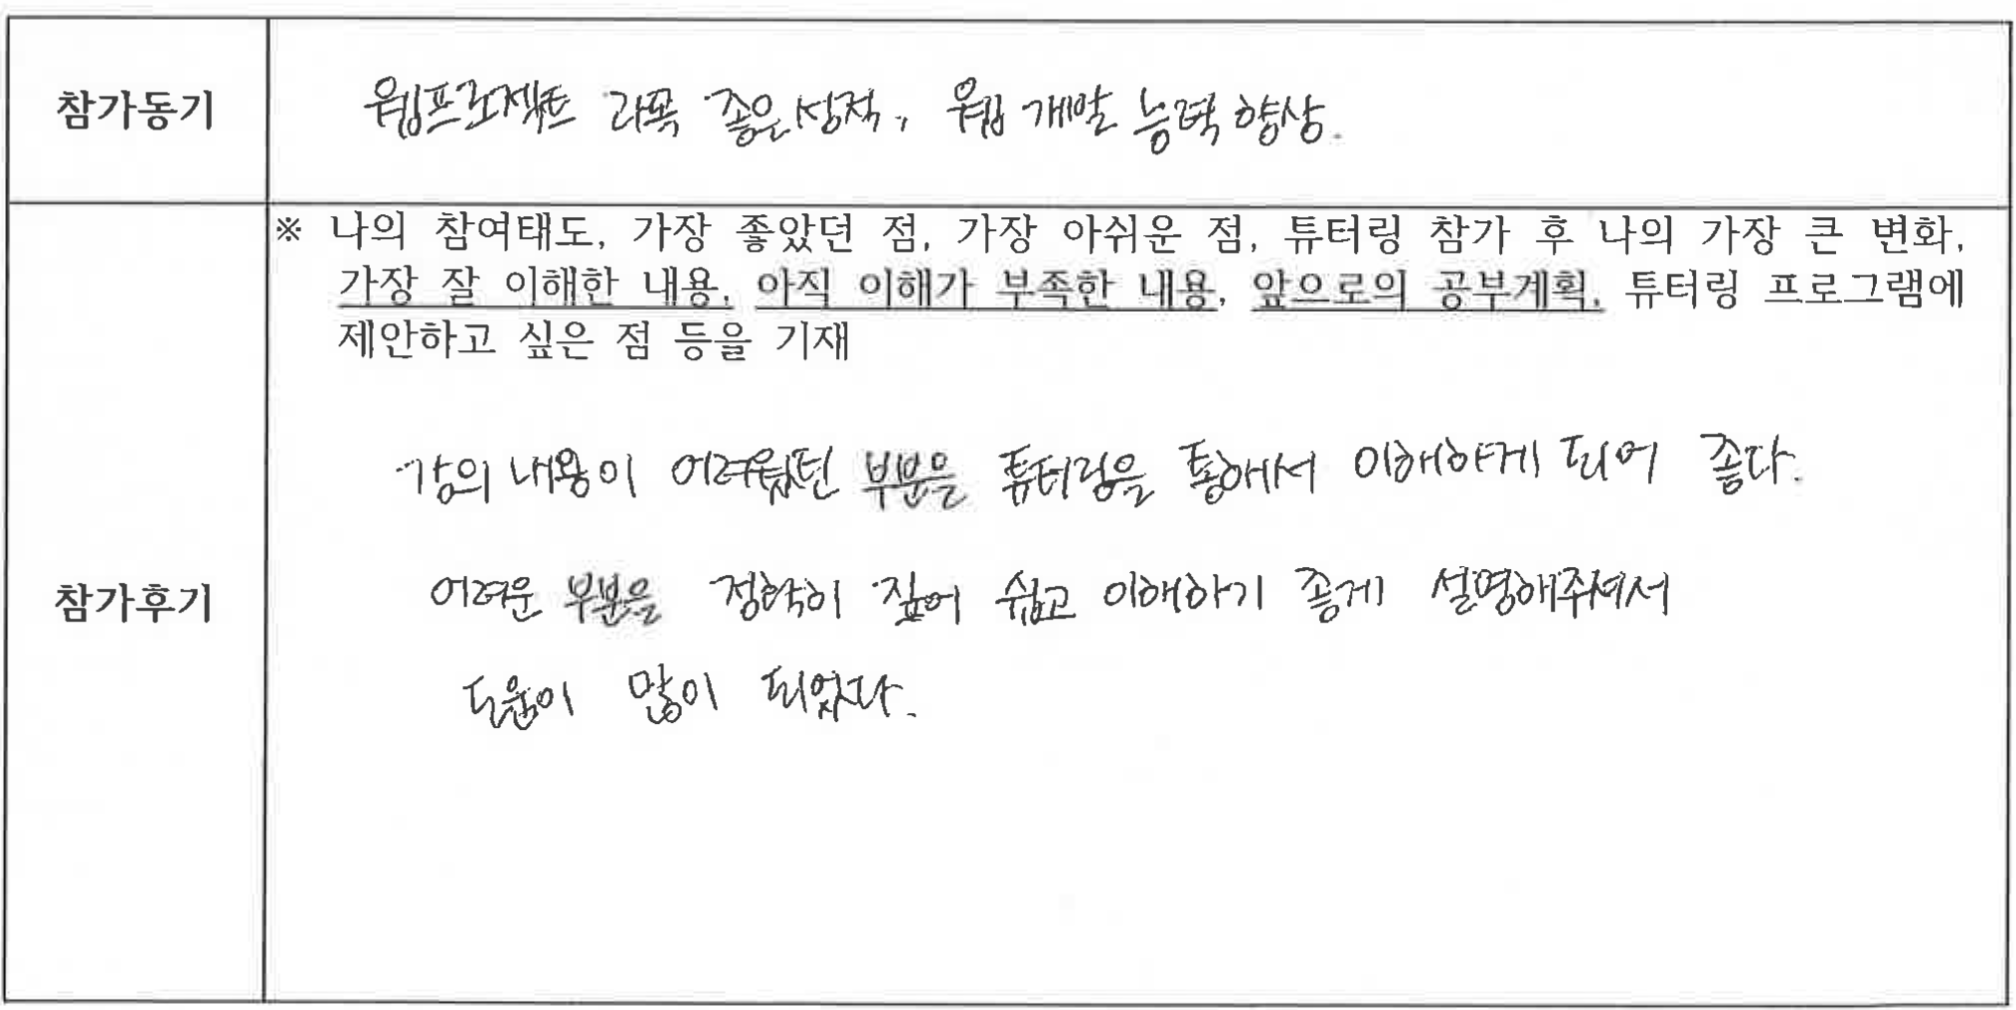 참가동기
웹프로젝트 과목 좋은성적, 웹 개발 능력 향상.
※ 나의 참여태도, 가장 좋았던 점, 가장 아쉬운 점, 튜터링 참가 후 나의 가장 큰 변화,
가장 잘 이해한 내용, 아직 이해가 부족한 내용, 앞으로의 공부계획, 튜터링 프로그램에
제안하고 싶은 점 등을 기재
강의 내용이 어려웠던 부분을 튜터링을 통해서 이해하게 되어 좋다.
참가후기
어려운 부분을 정확히 짚어 쉽고 이해하기 좋게 설명해주셔서
도움이 많이 되었다.